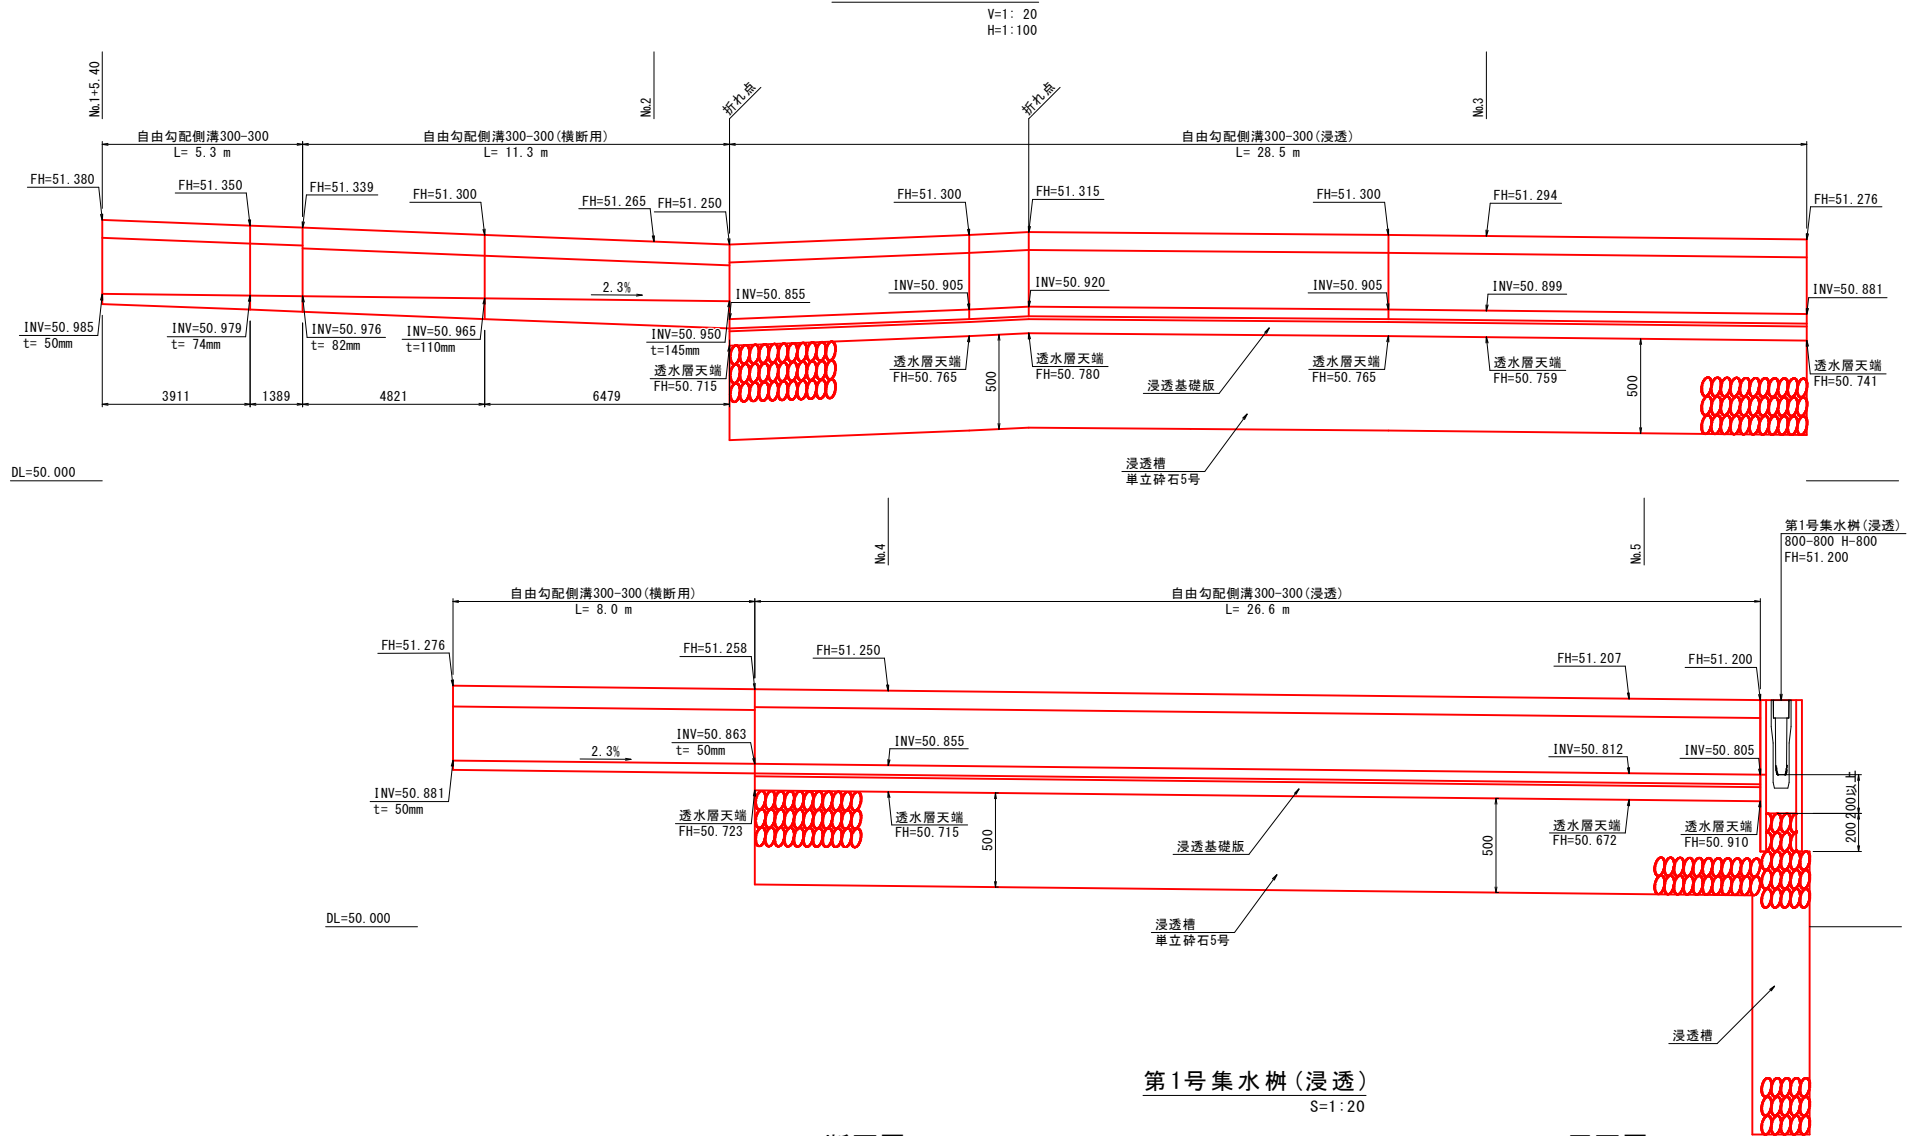 V=1: 20
H=1:100
No.1+5.40
No.2
折れ点
折れ点
No.3
自由勾配側溝300-300
L= 5.3 m
自由勾配側溝300-300(横断用)
L= 11.3 m
自由勾配側溝300-300(浸透)
L= 28.5 m
FH=51.380
FH=51.350
FH=51.339
FH=51.300
FH=51.265
FH=51.250
FH=51.300
FH=51.315
FH=51.300
FH=51.294
FH=51.276
2.3%
INV=50.985
t= 50mm
INV=50.979
t= 74mm
INV=50.976
t= 82mm
INV=50.965
t=110mm
INV=50.950
t=145mm
INV=50.855
INV=50.905
INV=50.920
INV=50.905
INV=50.899
INV=50.881
透水層天端
FH=50.715
透水層天端
FH=50.765
透水層天端
FH=50.780
透水層天端
FH=50.765
透水層天端
FH=50.759
透水層天端
FH=50.741
500
500
浸透基礎版
3911
1389
4821
6479
浸透槽
単立砕石5号
DL=50.000
No.4
No.5
第1号集水桝(浸透)
800-800 H-800
FH=51.200
自由勾配側溝300-300(横断用)
L= 8.0 m
自由勾配側溝300-300(浸透)
L= 26.6 m
FH=51.276
FH=51.258
FH=51.250
FH=51.207
FH=51.200
2.3%
INV=50.881
t= 50mm
INV=50.863
t= 50mm
INV=50.855
INV=50.812
INV=50.805
透水層天端
FH=50.723
透水層天端
FH=50.715
透水層天端
FH=50.672
透水層天端
FH=50.910
500
500
200以上
200
浸透基礎版
浸透槽
単立砕石5号
DL=50.000
浸透槽
第1号集水桝(浸透)
S=1:20